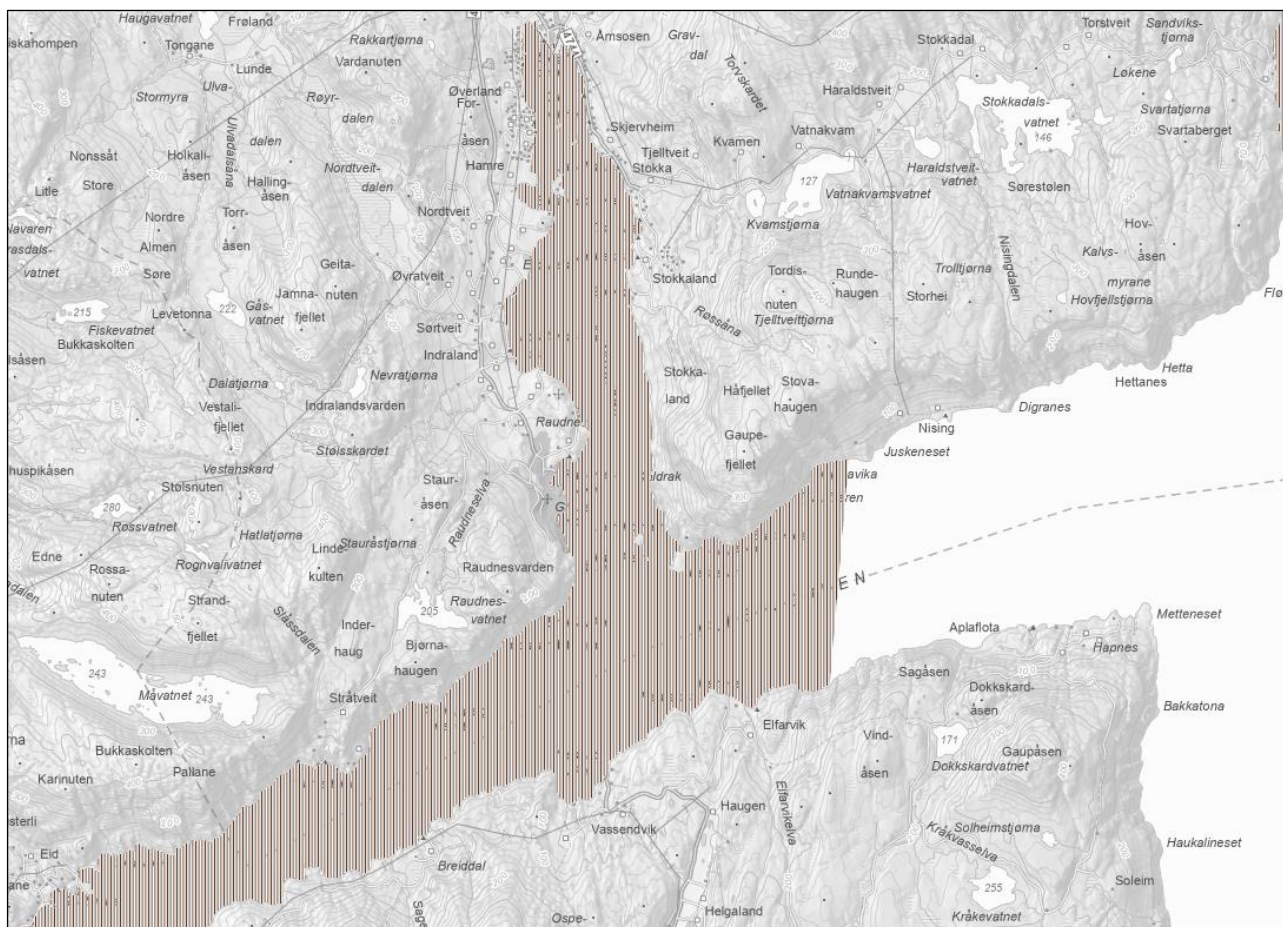 Haugavatnet
Frøland
Åmsosen
Grav-
dal
Torstveit
Sandviks-
tjørna
Tongane
Rakkartjørna
Vardanuten
Stokkadal
Torvskardet
Lunde
Ulva-
dalen
Løkene
Stormyra
Røyr-
dalen
Øverland
For-
åsen
Haraldstveit
Stokkadals-
vatnet
146
Svartatjørna
Svartaberget
Ulvadalsåna
Skjervheim
Vatnakvam
Kvamen
Tjelltveit
Stokka
Nonssåt
Holkali-
åsen
Halling-
åsen
Nordtveit-
dalen
Hamre
Haraldstveit-
vatnet
Litle
Store
127
Vatnakvamsvatnet
Sørestølen
Nordre
Almen
Søre
Torr-
åsen
Nordtveit
Kvamstjørna
Hov-
åsen
Kalvs-
myrane
Nisingdalen
Geita-
nuten
Øvratveit
Stokkaland
Tordis-
nuten
Runde-
haugen
Trolltjørna
Storhei
Hovfjellstjørna
Jamna-
fjellet
222
Gås-
vatnet
Levetonna
215
Fiskevatnet
Bukkaskolten
Tjelltveittjørna
Røssåna
Sørtveit
Indraland
Nevratjørna
Dalatjørna
Indralandsvarden
Stokka-
land
Håfjellet
Stova-
haugen
Hetta
Hettanes
Vestali-
fjellet
Digranes
Nising
Gaupe-
fjellet
Juskeneset
Stølsskardet
Vestanskard
Stølsnuten
Staur-
åsen
280
Røssvatnet
Raudneselva
Hatlatjørna
Linde-
kulten
Stauråstjørna
Edne
Rossa-
nuten
Rognvalivatnet
Raudnesvarden
E N
Strand-
fjellet
205
Raudnes-
vatnet
Metteneset
Slåssdalen
Inder-
haug
Bjørna-
haugen
Aplaflota
Hapnes
243
Måvatnet
243
Stråtveit
Sagåsen
Dokkskard-
åsen
Bakkatona
Elfarvik
Vind-
åsen
171
Gaupåsen
Bukkaskolten
Pallane
Dokkskardvatnet
Karinuten
Elfarvikelva
Haugen
Vassendvik
Solheimstjørna
Kråkvasselva
Haukalineset
Eid
Breiddal
255
Soleim
Helgaland
Kråkevatnet
Ospe-